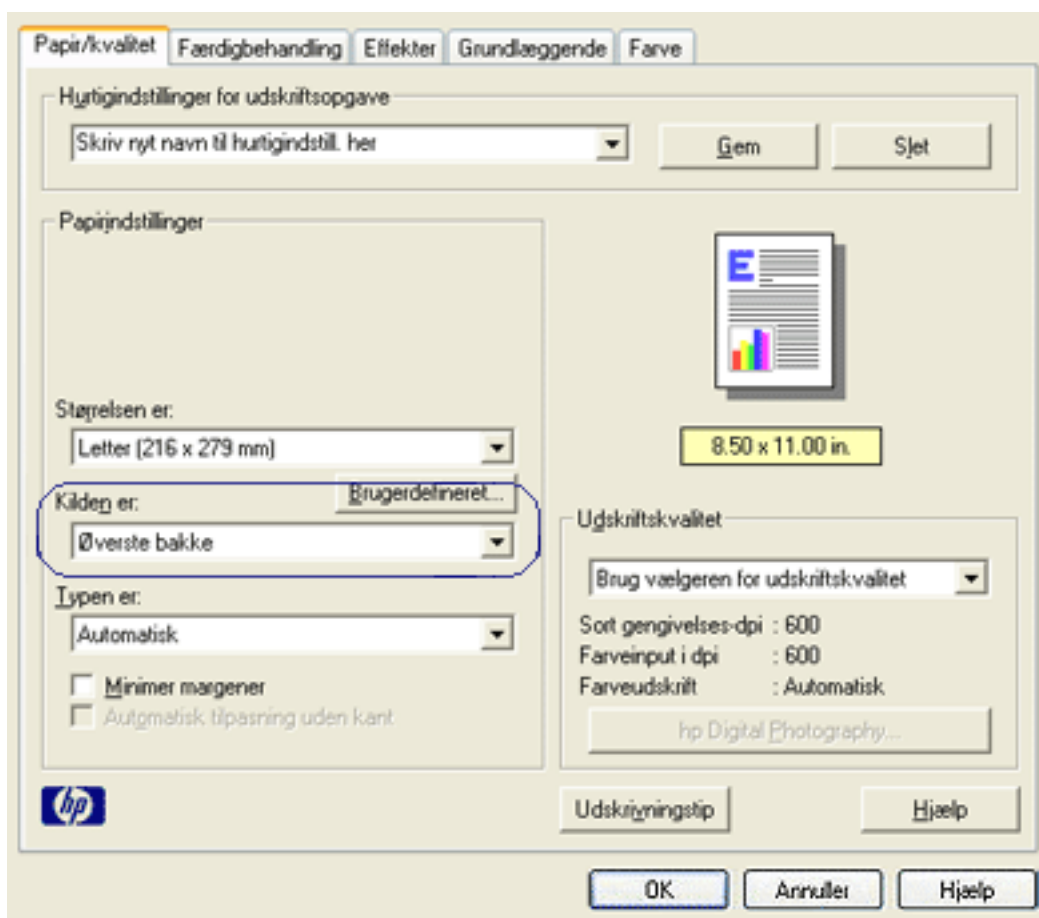 Papir/kvalitet Færdigbehandling Effekter Grundlæggende Farve
Hurtigindstillinger for udskriftsopgave
Skriv nyt navn til hurtigindstill. her
Gem Slet
Papirindstillinger
E
Størrelsen er:
Letter (216 x 279 mm)
8.50 x 11.00 in.
Brugerdefineret...
Kilden er:
Øverste bakke
Udskriftskvalitet
Brug vælgeren for udskriftskvalitet
Typen er:
Automatisk
Sort gengivelses-dpi : 600
Farveinput i dpi : 600
Farveudskrift : Automatisk
Minimer margener
Automatisk tilpasning uden kant
hp Digital Photography...
hp
Udskrivningstip Hjælp
OK Annuller Hjælp